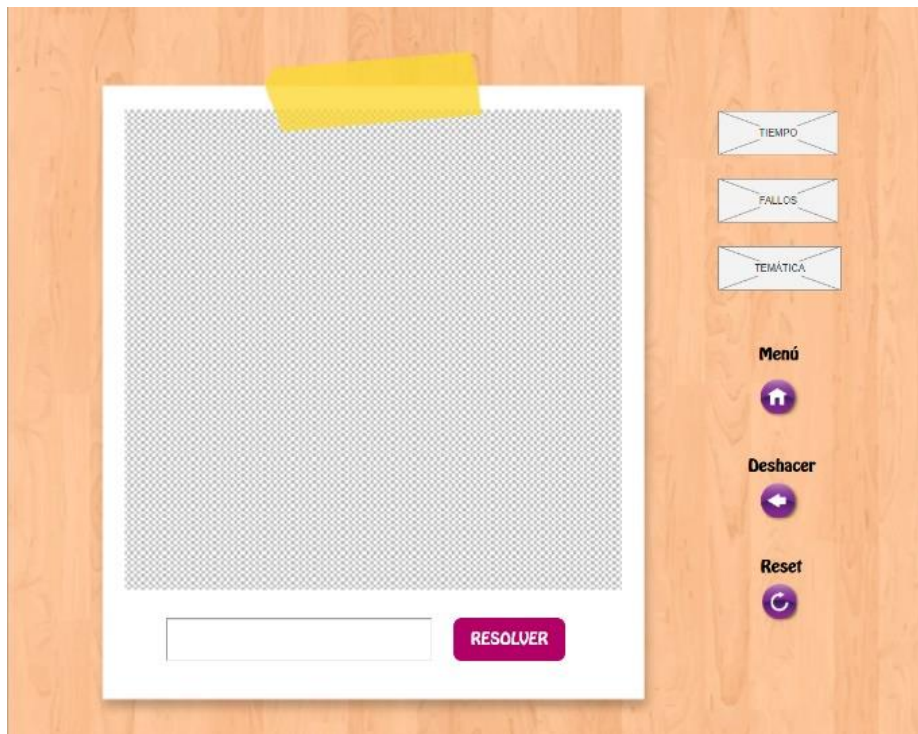 TIEMPO
FALLOS
TEMÁTICA
Menú
Deshacer
Reset
RESOLVER